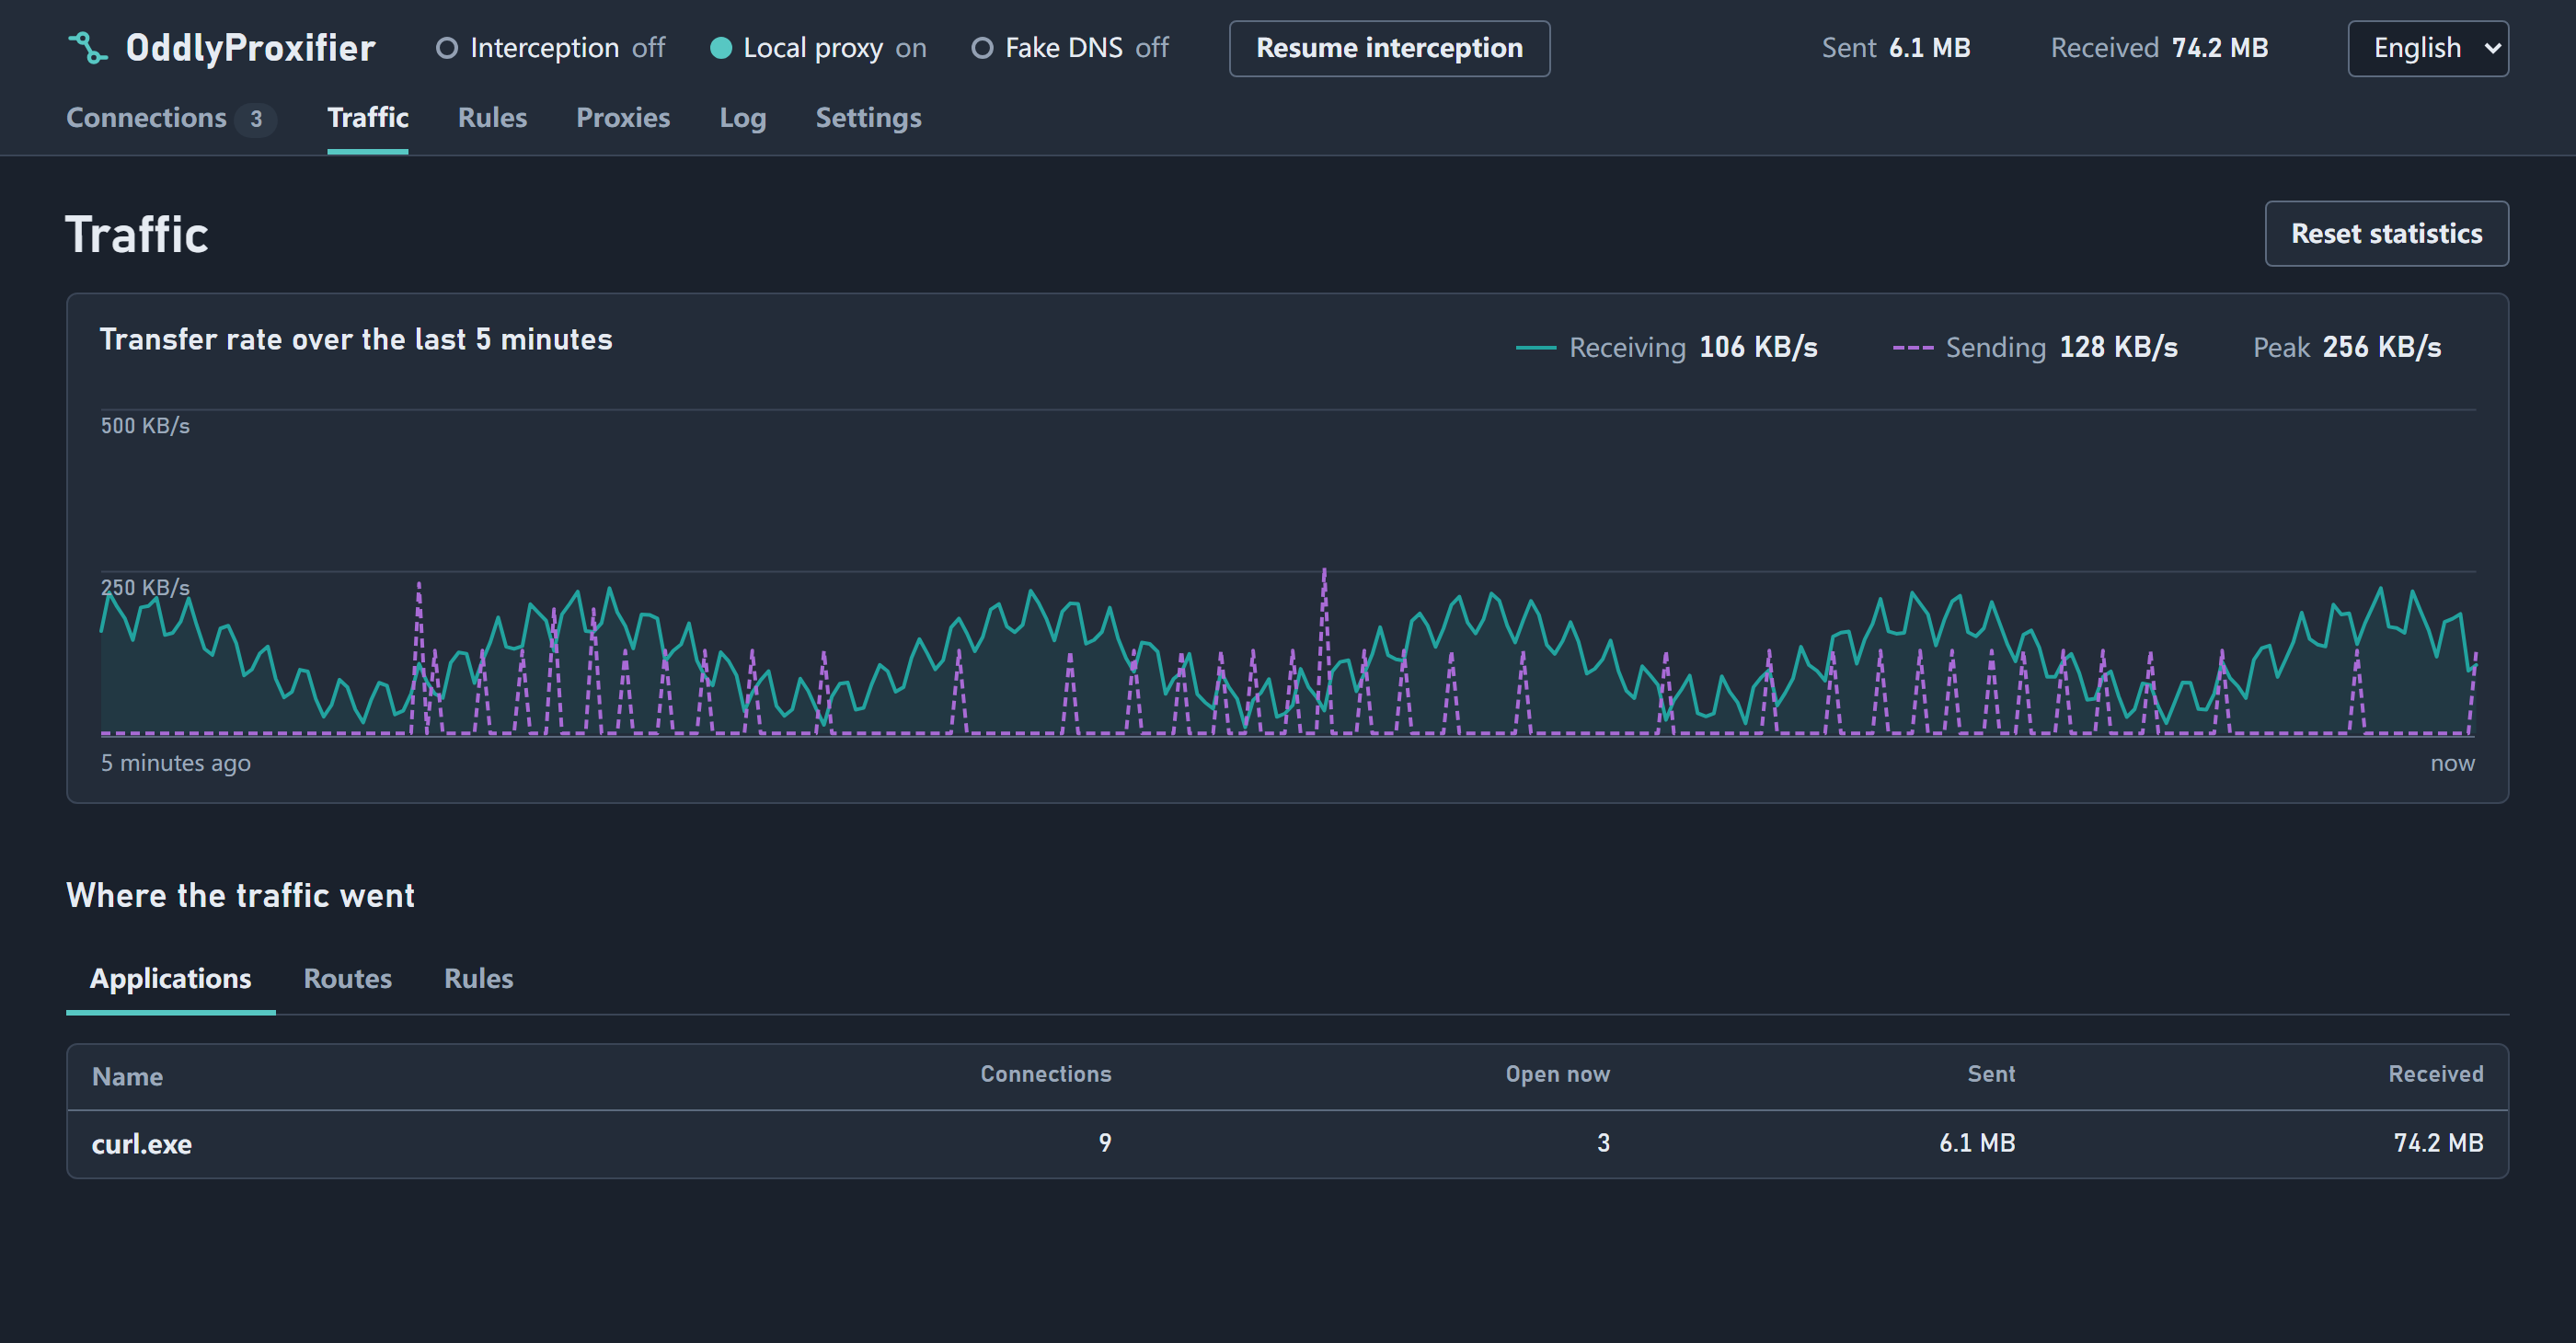 OddlyProxifier
Interception off
Local proxy on
Fake DNS off
Resume interception
Sent 6.1 MB
Received 74.2 MB
English
Connections 3
Traffic
Rules
Proxies
Log
Settings
Traffic
Reset statistics
Transfer rate over the last 5 minutes
Receiving 106 KB/s
Sending 128 KB/s
Peak 256 KB/s
500 KB/s
250 KB/s
5 minutes ago
now
Where the traffic went
Applications
Routes
Rules
Name Connections Open now Sent Received
curl.exe 9 3 6.1 MB 74.2 MB